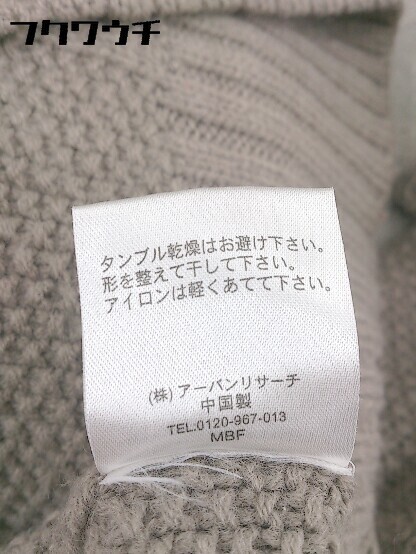 フクワウチ
タンブル乾燥はお避け下さい。
形を整えて干して下さい。
アイロンは軽くあてて下さい。
(株) アーバンリサーチ
中国製
TEL.0120-967-013
MBF